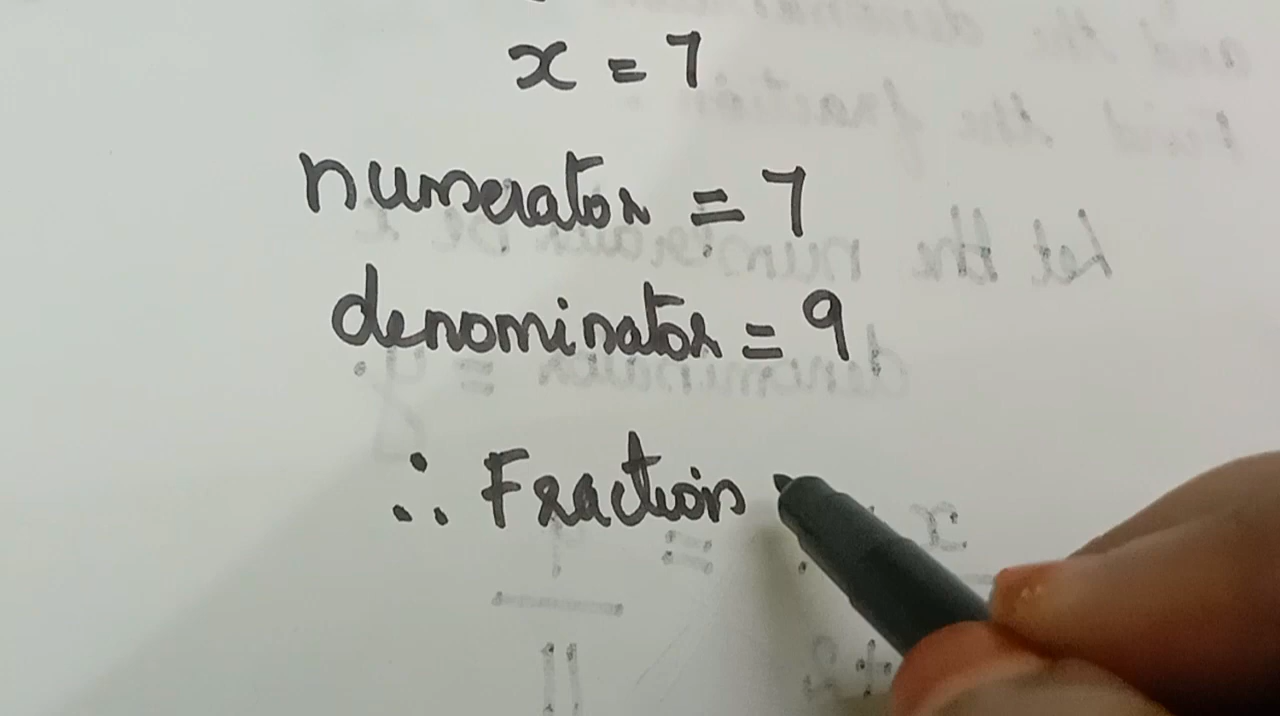 x = 7
numerator = 7
denominator = 9
∴ Fraction